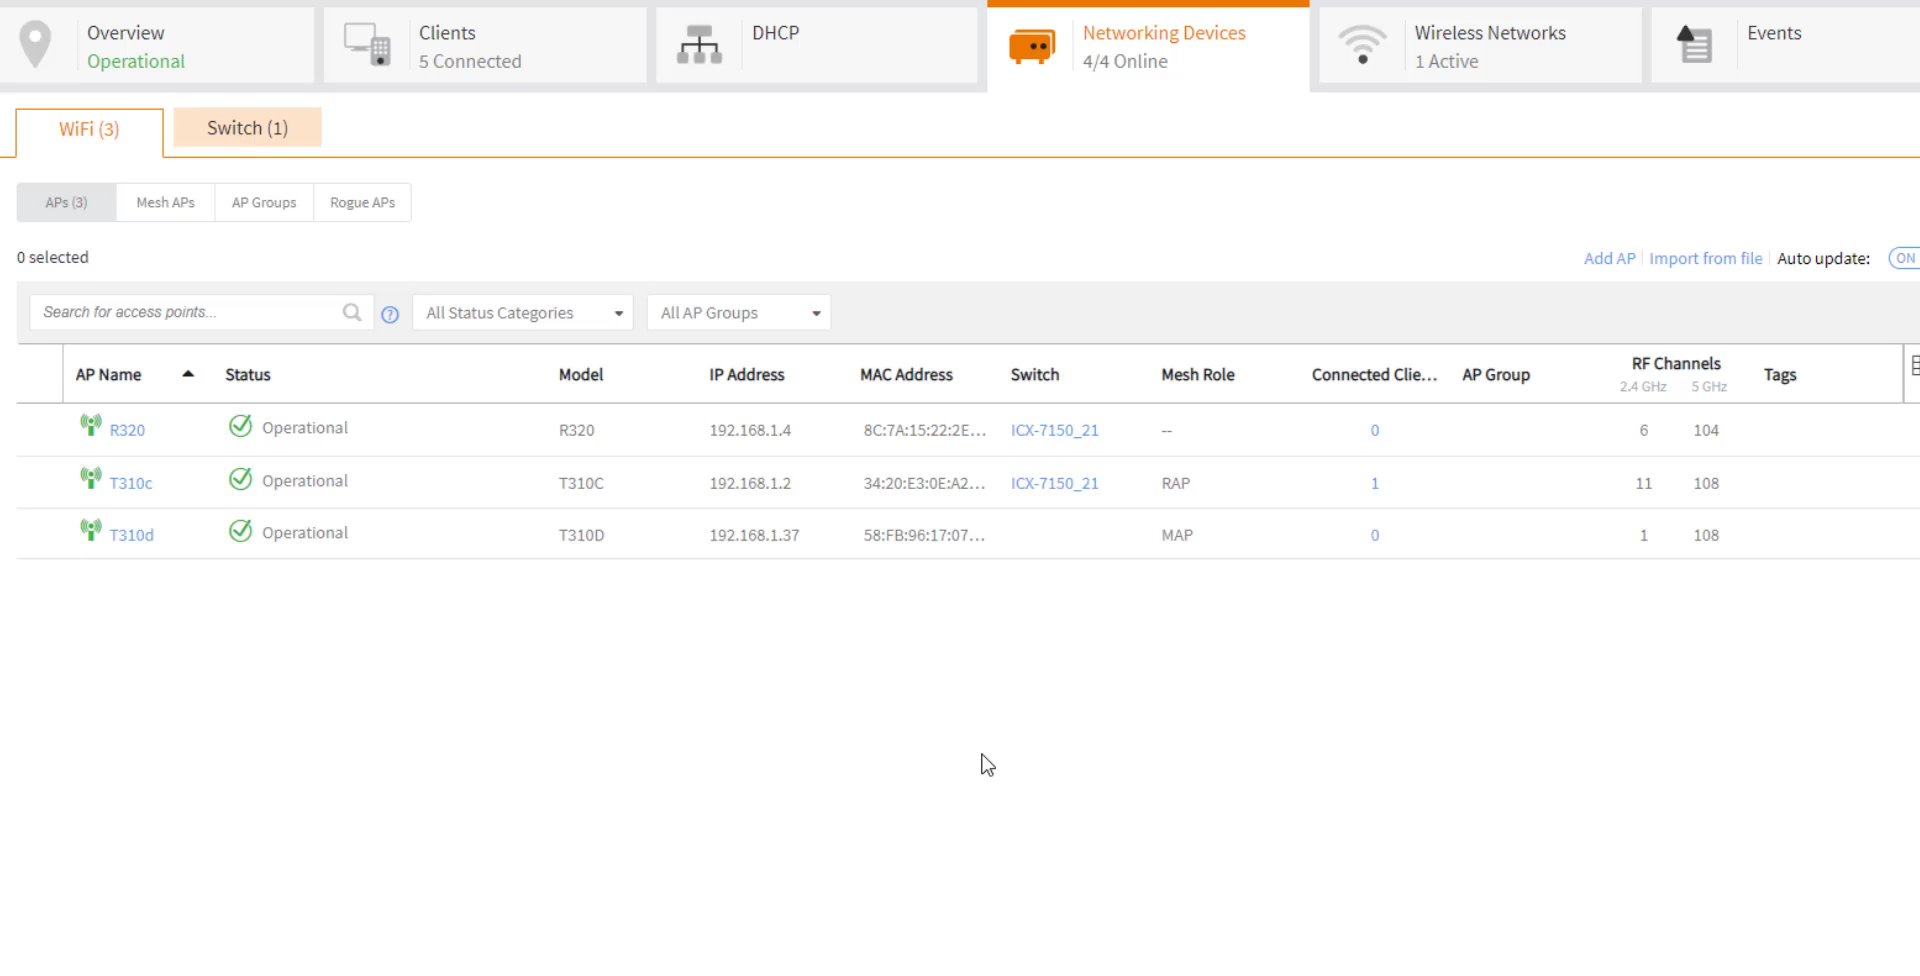 Overview
Operational
Clients
5 Connected
DHCP
Networking Devices
4/4 Online
Wireless Networks
1 Active
Events
WiFi (3)
Switch (1)
APs (3)
Mesh APs
AP Groups
Rogue APs
0 selected
Add AP
Import from file
Auto update:
ON
Search for access points...
?
All Status Categories
All AP Groups
AP Name Status Model IP Address MAC Address Switch Mesh Role Connected Clie... AP Group RF Channels Tags
2.4 GHz 5 GHz
R320 Operational R320 192.168.1.4 8C:7A:15:22:2E... ICX-7150_21 -- 0 6 104
T310c Operational T310C 192.168.1.2 34:20:E3:0E:A2... ICX-7150_21 RAP 1 11 108
T310d Operational T310D 192.168.1.37 58:FB:96:17:07... MAP 0 1 108